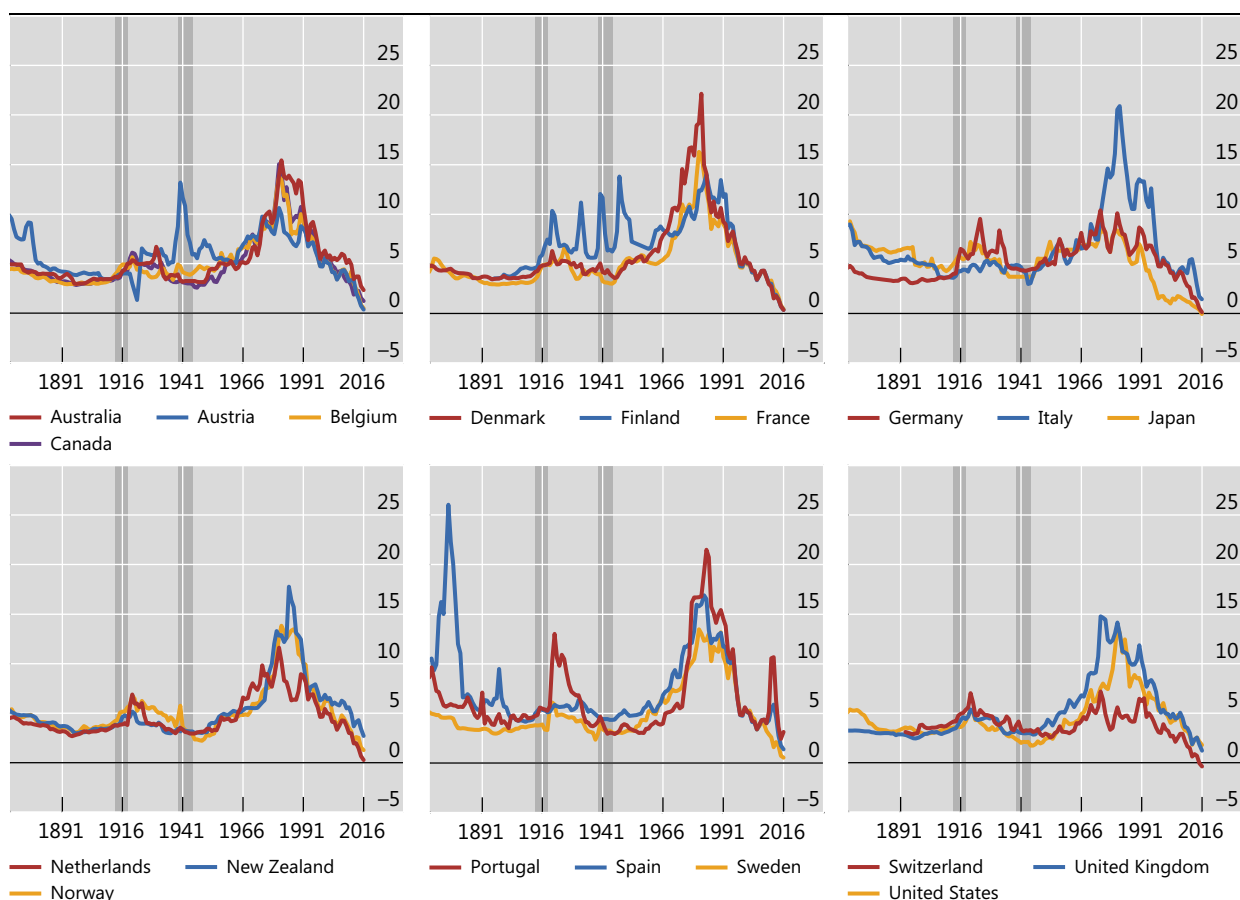 25 25 25
20 20 20
15 15 15
10 10 10
5 5 5
0 0 0
−5 −5 −5
1891 1916 1941 1966 1991 2016 1891 1916 1941 1966 1991 2016 1891 1916 1941 1966 1991 2016
Australia Austria Belgium Denmark Finland France Germany Italy Japan
Canada
25 25 25
20 20 20
15 15 15
10 10 10
5 5 5
0 0 0
−5 −5 −5
1891 1916 1941 1966 1991 2016 1891 1916 1941 1966 1991 2016 1891 1916 1941 1966 1991 2016
Netherlands New Zealand Portugal Spain Sweden Switzerland United Kingdom
Norway United States